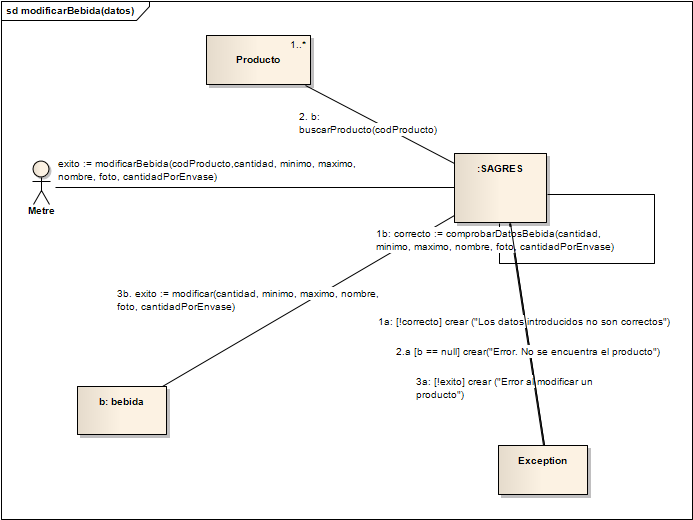 sd modificarBebida(datos)
1..*
Producto
2. b:
buscarProducto(codProducto)
exito := modificarBebida(codProducto,cantidad, minimo, maximo,
nombre, foto, cantidadPorEnvase)
:SAGRES
Metre
1b: correcto := comprobarDatosBebida(cantidad,
minimo, maximo, nombre, foto, cantidadPorEnvase)
3b. exito := modificar(cantidad, minimo, maximo, nombre,
foto, cantidadPorEnvase)
1a: [!correcto] crear ("Los datos introducidos no son correctos")
2.a [b == null] crear("Error. No se encuentra el producto")
3a: [!exito] crear ("Error al modificar un
producto")
b: bebida
Exception